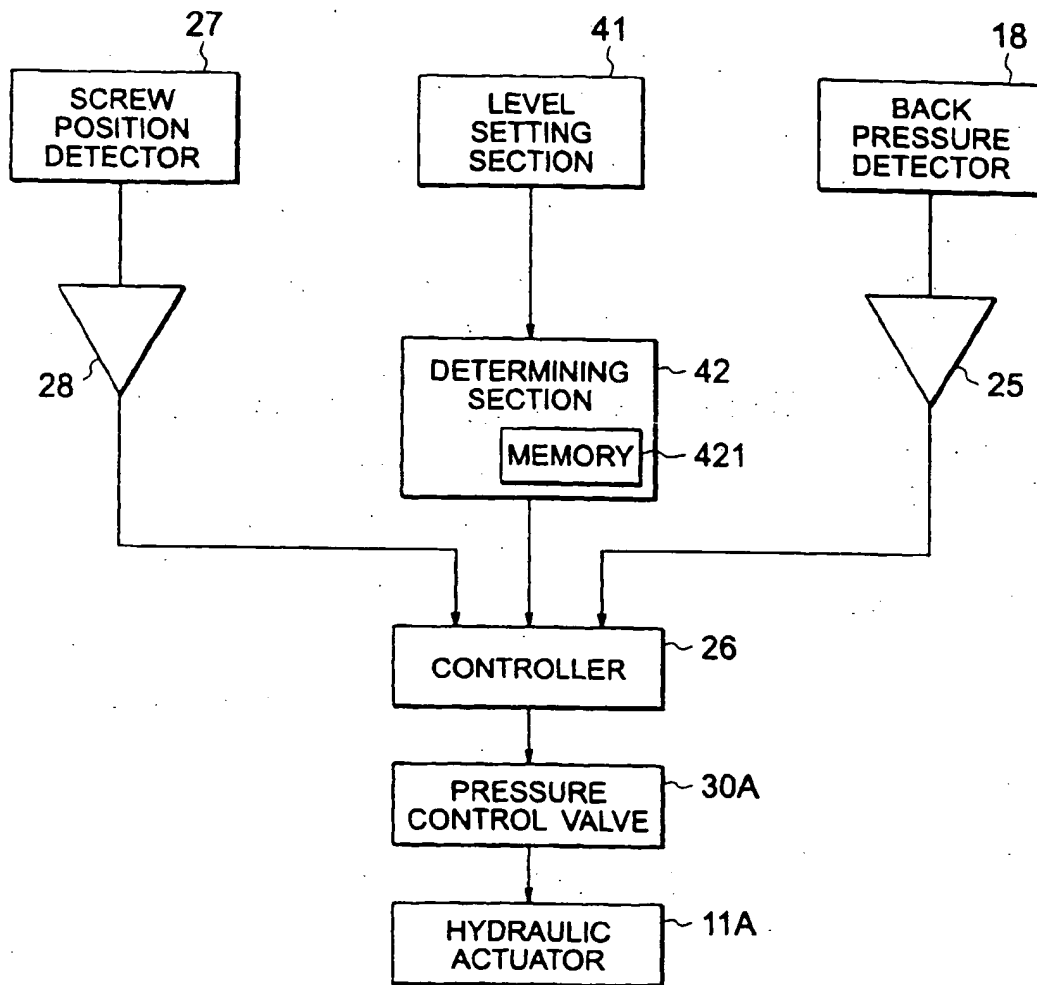 27
SCREW
POSITION
DETECTOR
41
LEVEL
SETTING
SECTION
18
BACK
PRESSURE
DETECTOR
28
DETERMINING
SECTION
42
MEMORY
421
25
CONTROLLER
26
PRESSURE
CONTROL VALVE
30A
HYDRAULIC
ACTUATOR
11A